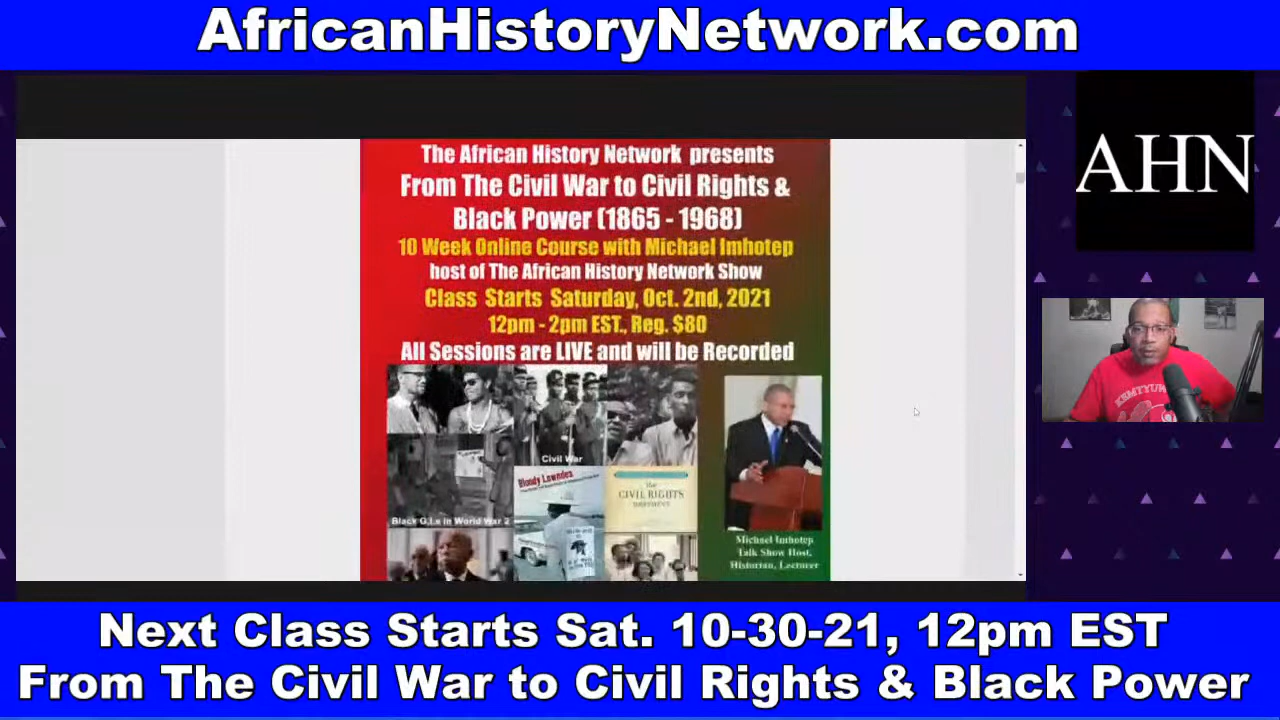 AfricanHistoryNetwork.com
The African History Network presents
From The Civil War to Civil Rights &
Black Power (1865 - 1968)
10 Week Online Course with Michael Imhotep
host of The African History Network Show
Class Starts Saturday, Oct. 2nd, 2021
12pm - 2pm EST., Reg. $80
All Sessions are LIVE and will be Recorded
Civil War
Black G.I.s in World War 2
Bloody Lowndes
THE
CIVIL RIGHTS
MOVEMENT
Michael Imhotep
Talk Show Host,
Historian, Lecturer
AHN
Next Class Starts Sat. 10-30-21, 12pm EST
From The Civil War to Civil Rights & Black Power